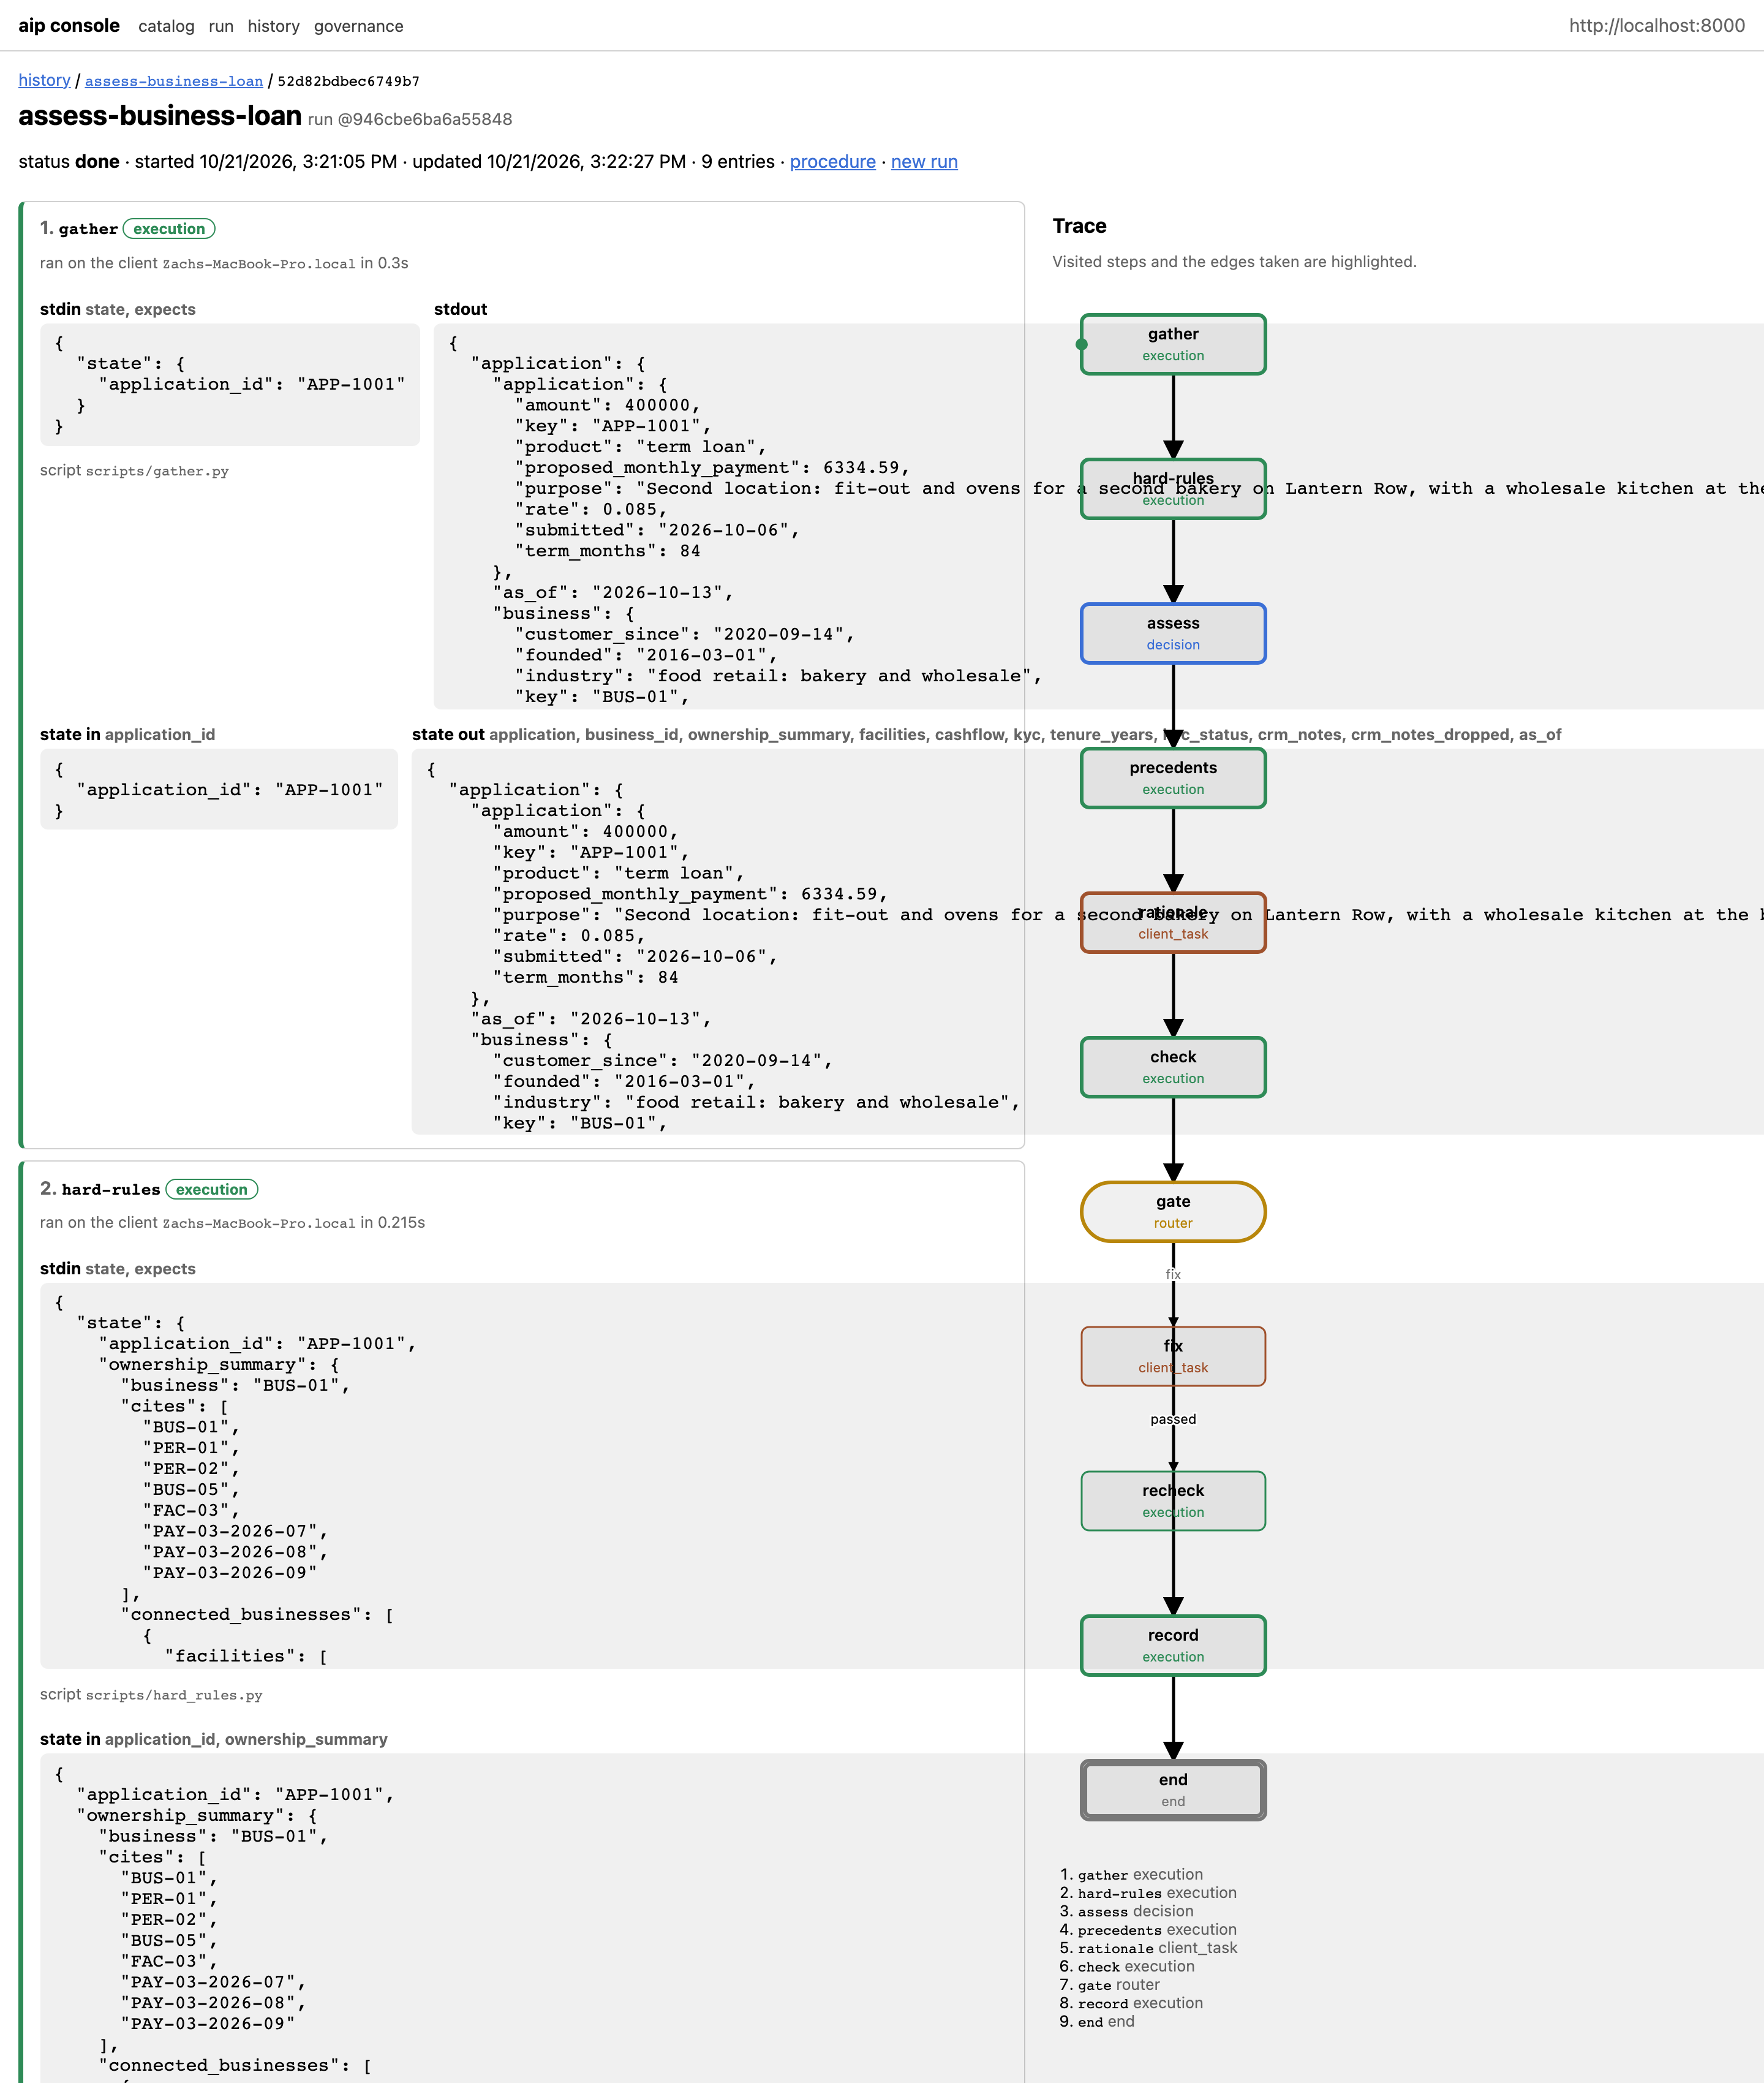 aip console catalog run history governance http://localhost:8000
history / assess-business-loan / 52d82bdbec6749b7
assess-business-loan run @946cbe6ba6a55848
status done · started 10/21/2026, 3:21:05 PM · updated 10/21/2026, 3:22:27 PM · 9 entries · procedure · new run
1. gather execution
ran on the client Zachs-MacBook-Pro.local in 0.3s
stdin state, expects
{
"state": {
"application_id": "APP-1001"
}
}
script scripts/gather.py
stdout
{
"application": {
"application": {
"amount": 400000,
"key": "APP-1001",
"product": "term loan",
"proposed_monthly_payment": 6334.59,
"purpose": "Second location: fit-out and ovens for a second bakery on Lantern Row, with a wholesale kitchen at the
"rate": 0.085,
"submitted": "2026-10-06",
"term_months": 84
},
"as_of": "2026-10-13",
"business": {
"customer_since": "2020-09-14",
"founded": "2016-03-01",
"industry": "food retail: bakery and wholesale",
"key": "BUS-01",
state in application_id
{
"application_id": "APP-1001"
}
state out application, business_id, ownership_summary, facilities, cashflow, kyc, tenure_years, kyc_status, crm_notes, crm_notes_dropped, as_of
{
"application": {
"application": {
"amount": 400000,
"key": "APP-1001",
"product": "term loan",
"proposed_monthly_payment": 6334.59,
"purpose": "Second location: fit-out and ovens for a second bakery on Lantern Row, with a wholesale kitchen at the
"rate": 0.085,
"submitted": "2026-10-06",
"term_months": 84
},
"as_of": "2026-10-13",
"business": {
"customer_since": "2020-09-14",
"founded": "2016-03-01",
"industry": "food retail: bakery and wholesale",
"key": "BUS-01",
2. hard-rules execution
ran on the client Zachs-MacBook-Pro.local in 0.215s
stdin state, expects
{
"state": {
"application_id": "APP-1001",
"ownership_summary": {
"business": "BUS-01",
"cites": [
"BUS-01",
"PER-01",
"PER-02",
"BUS-05",
"FAC-03",
"PAY-03-2026-07",
"PAY-03-2026-08",
"PAY-03-2026-09"
],
"connected_businesses": [
{
"facilities": [
script scripts/hard_rules.py
state in application_id, ownership_summary
{
"application_id": "APP-1001",
"ownership_summary": {
"business": "BUS-01",
"cites": [
"BUS-01",
"PER-01",
"PER-02",
"BUS-05",
"FAC-03",
"PAY-03-2026-07",
"PAY-03-2026-08",
"PAY-03-2026-09"
],
"connected_businesses": [
Trace
Visited steps and the edges taken are highlighted.
gather
execution
hard-rules
execution
assess
decision
precedents
execution
rationale
client_task
check
execution
gate
router
fix
fix
client_task
passed
recheck
execution
record
execution
end
end
1. gather execution
2. hard-rules execution
3. assess decision
4. precedents execution
5. rationale client_task
6. check execution
7. gate router
8. record execution
9. end end